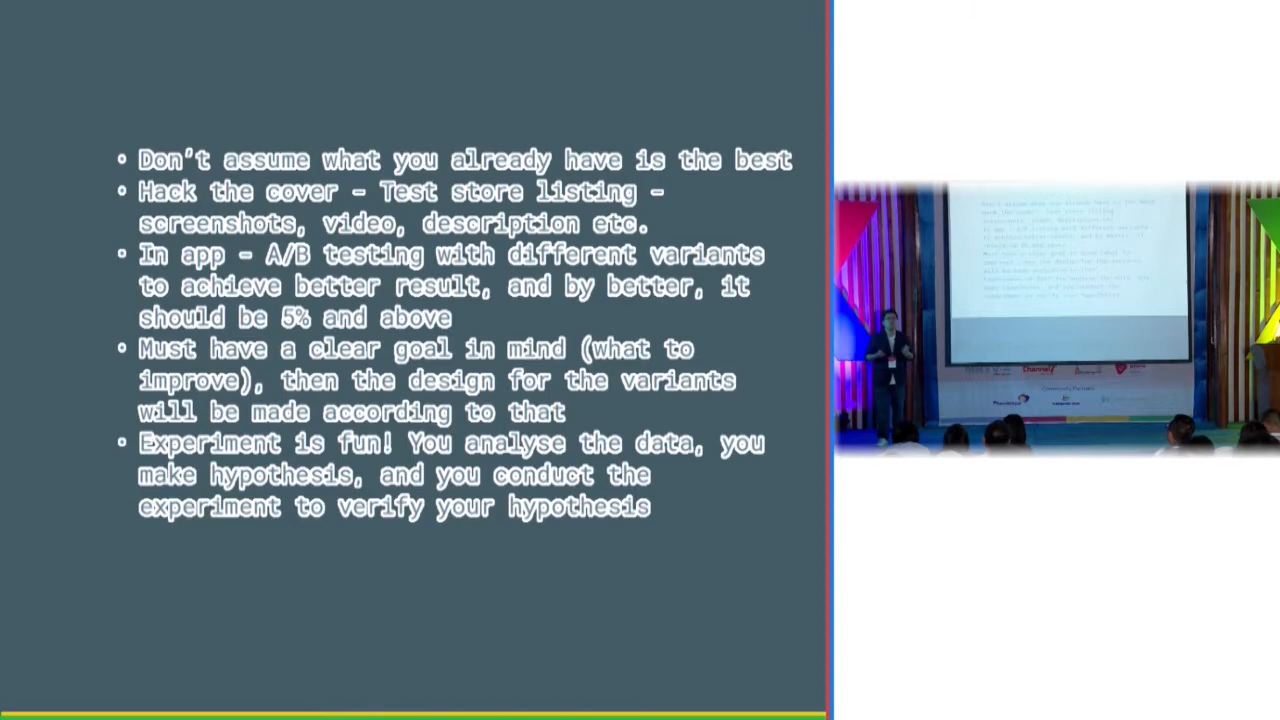 • Don't assume what you already have is the best
• Hack the cover – Test store listing –
screenshots, video, description etc.
• In app – A/B testing with different variants
to achieve better result, and by better, it
should be 5% and above
• Must have a clear goal in mind (what to
improve), then the design for the variants
will be made according to that
• Experiment is fun! You analyse the data, you
make hypothesis, and you conduct the
experiment to verify your hypothesis